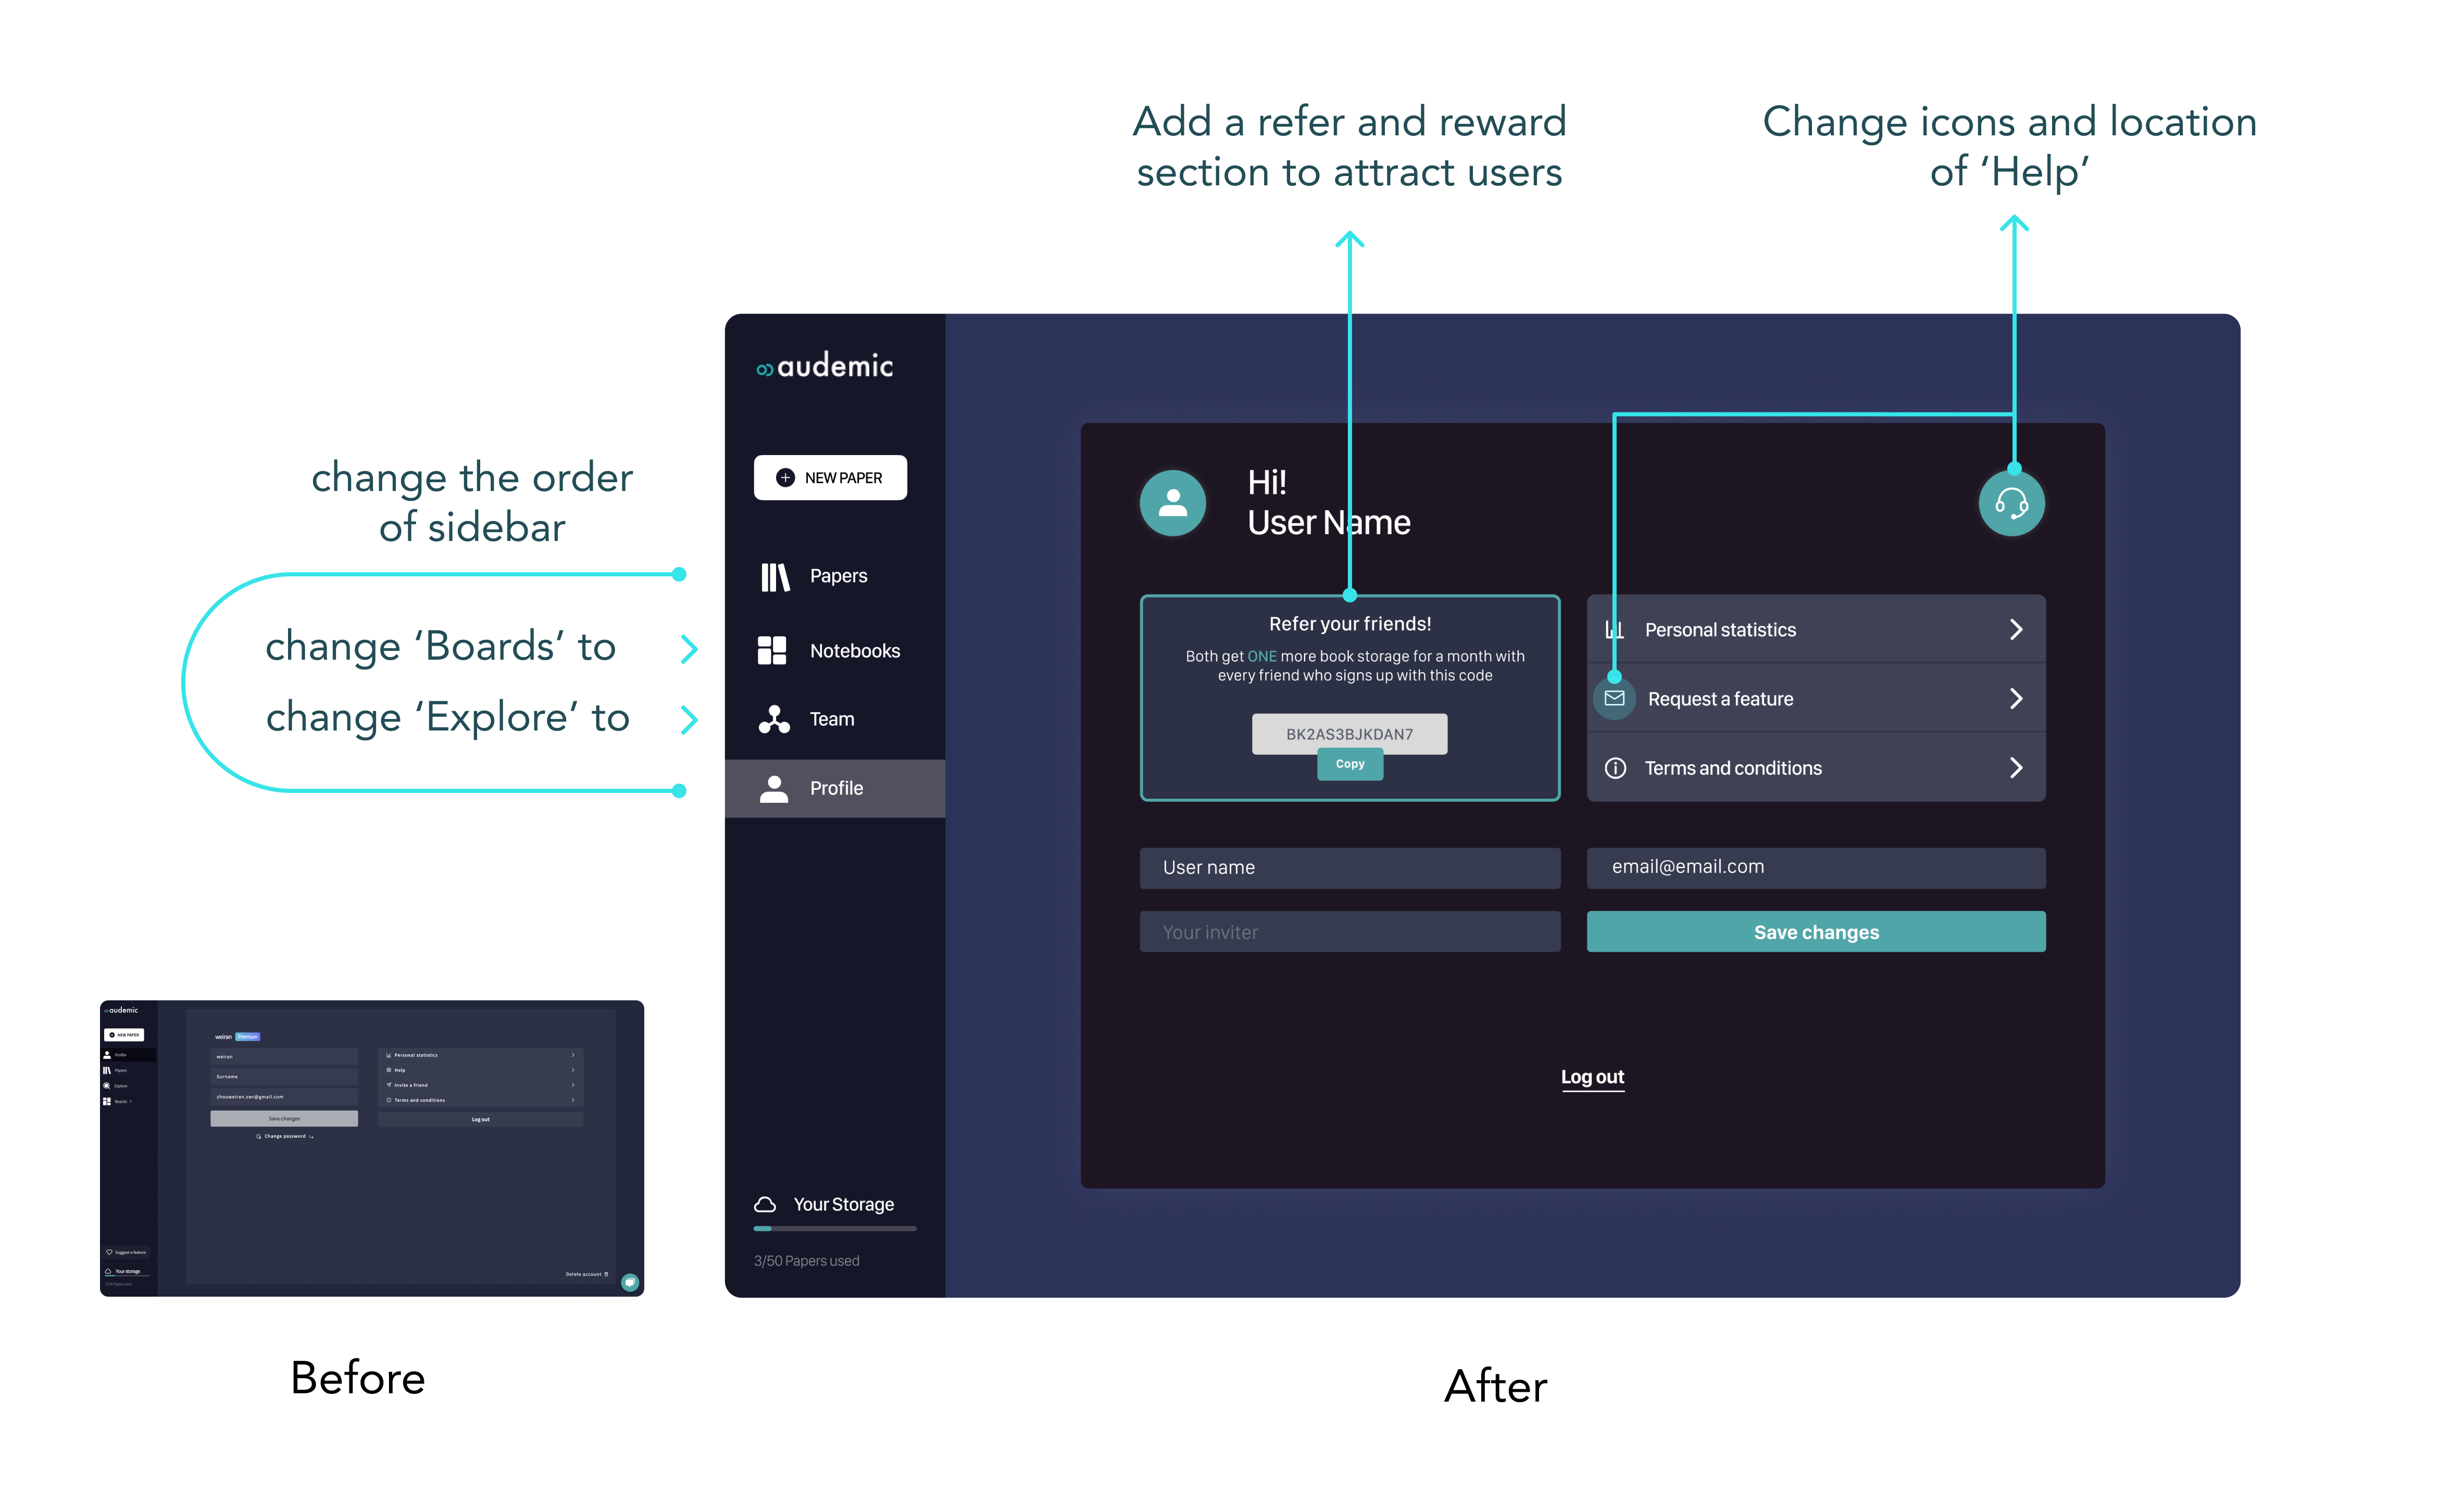 Add a refer and reward
section to attract users
Change icons and location
of ‘Help’
change the order
of sidebar
change ‘Boards’ to
change ‘Explore’ to
audemic
NEW PAPER
Papers
Notebooks
Team
Profile
Your Storage
3/50 Papers used
Hi!
User Name
Refer your friends!
Both get ONE more book storage for a month with
every friend who signs up with this code
BK2AS3BJKDAN7
Copy
Personal statistics
Request a feature
Terms and conditions
User name
email@email.com
Your inviter
Save changes
Log out
audemic
NEW PAPER
Profile
Papers
Explore
Boards
Suggest a feature
Your storage
weiran Premium
weiran
Surname
zhouweiran.zwr@gmail.com
Save changes
Change password
Personal statistics
Help
Invite a friend
Terms and conditions
Log out
Delete account
Before
After